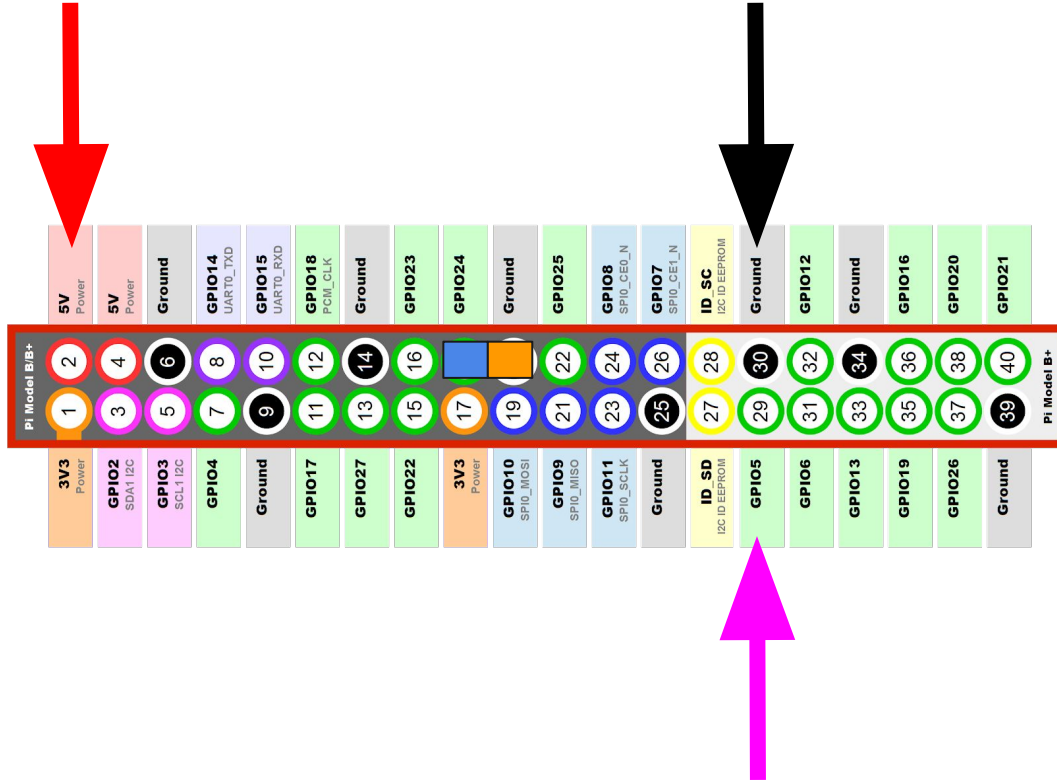 5V
Power
5V
Power
Ground
GPIO14
UART0_TXD
GPIO15
UART0_RXD
GPIO18
PCM_CLK
Ground
GPIO23
GPIO24
Ground
GPIO25
GPIO8
SPI0_CE0_N
GPIO7
SPI0_CE1_N
ID_SC
I2C ID EEPROM
Ground
GPIO12
Ground
GPIO16
GPIO20
GPIO21
Pi Model B/B+
2
4
6
8
10
12
14
16
22
24
26
28
30
32
34
36
38
40
1
3
5
7
9
11
13
15
17
19
21
23
25
27
29
31
33
35
37
39
Pi Model B+
3V3
Power
GPIO2
SDA1 I2C
GPIO3
SCL1 I2C
GPIO4
Ground
GPIO17
GPIO27
GPIO22
3V3
Power
GPIO10
SPI0_MOSI
GPIO9
SPI0_MISO
GPIO11
SPI0_SCLK
Ground
ID_SD
I2C ID EEPROM
GPIO5
GPIO6
GPIO13
GPIO19
GPIO26
Ground